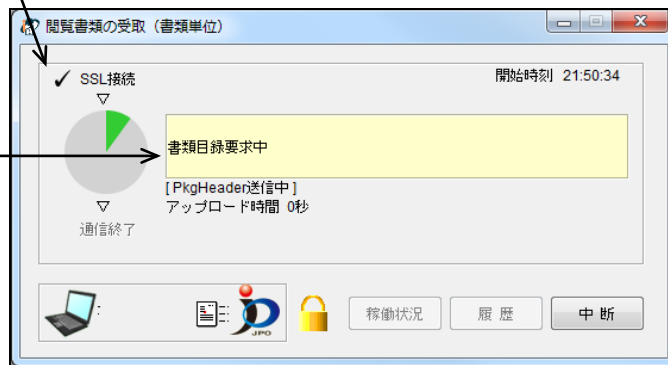 閲覧書類の受取（書類単位）
✓ SSL接続
開始時刻 21:50:34
▽
書類目録要求中
[ PkgHeader送信中 ]
▽
アップロード時間 0秒
通信終了
JPO
稼働状況
履 歴
中 断